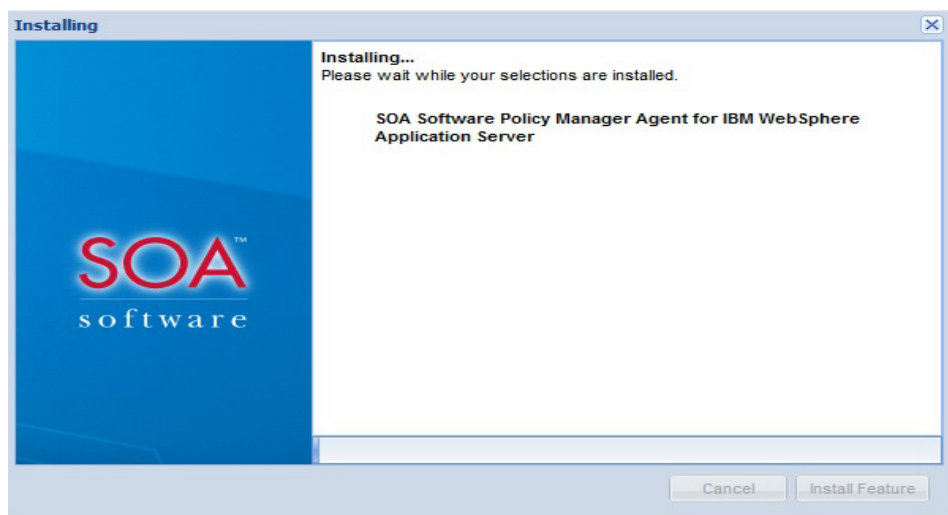 Installing
Installing...
Please wait while your selections are installed.
SOA Software Policy Manager Agent for IBM WebSphere
Application Server
SOA™
software
Cancel
Install Feature